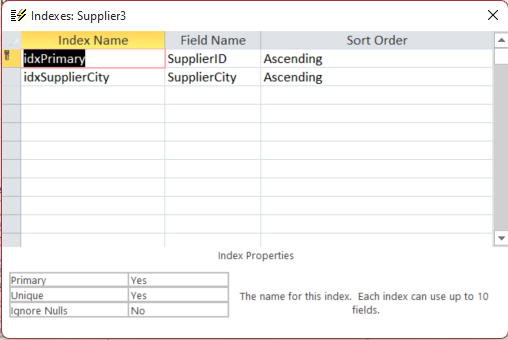 Indexes: Supplier3
Index Name Field Name Sort Order
idxPrimary SupplierID Ascending
idxSupplierCity SupplierCity Ascending
Index Properties
Primary Yes
Unique Yes
Ignore Nulls No
The name for this index. Each index can use up to 10
fields.